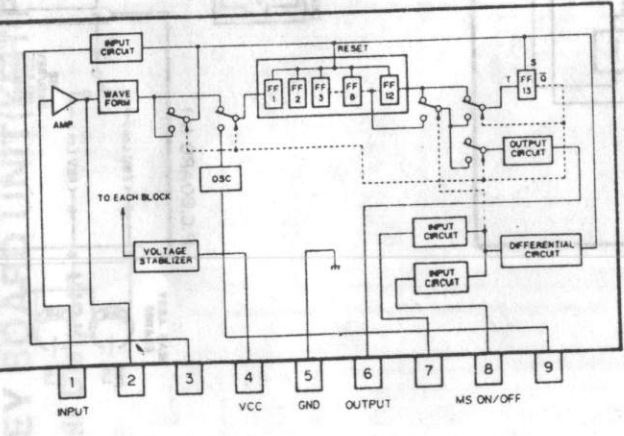 INPUT
CIRCUIT
RESET
S
T
FF
13
Q
WAVE
FORM
AMP
FF
1
FF
2
FF
3
FF
8
FF
12
OSC
OUTPUT
CIRCUIT
TO EACH BLOCK
VOLTAGE
STABILIZER
INPUT
CIRCUIT
DIFFERENTIAL
CIRCUIT
INPUT
CIRCUIT
1
2
3
4
5
6
7
8
9
INPUT
VCC
GND
OUTPUT
MS ON/OFF